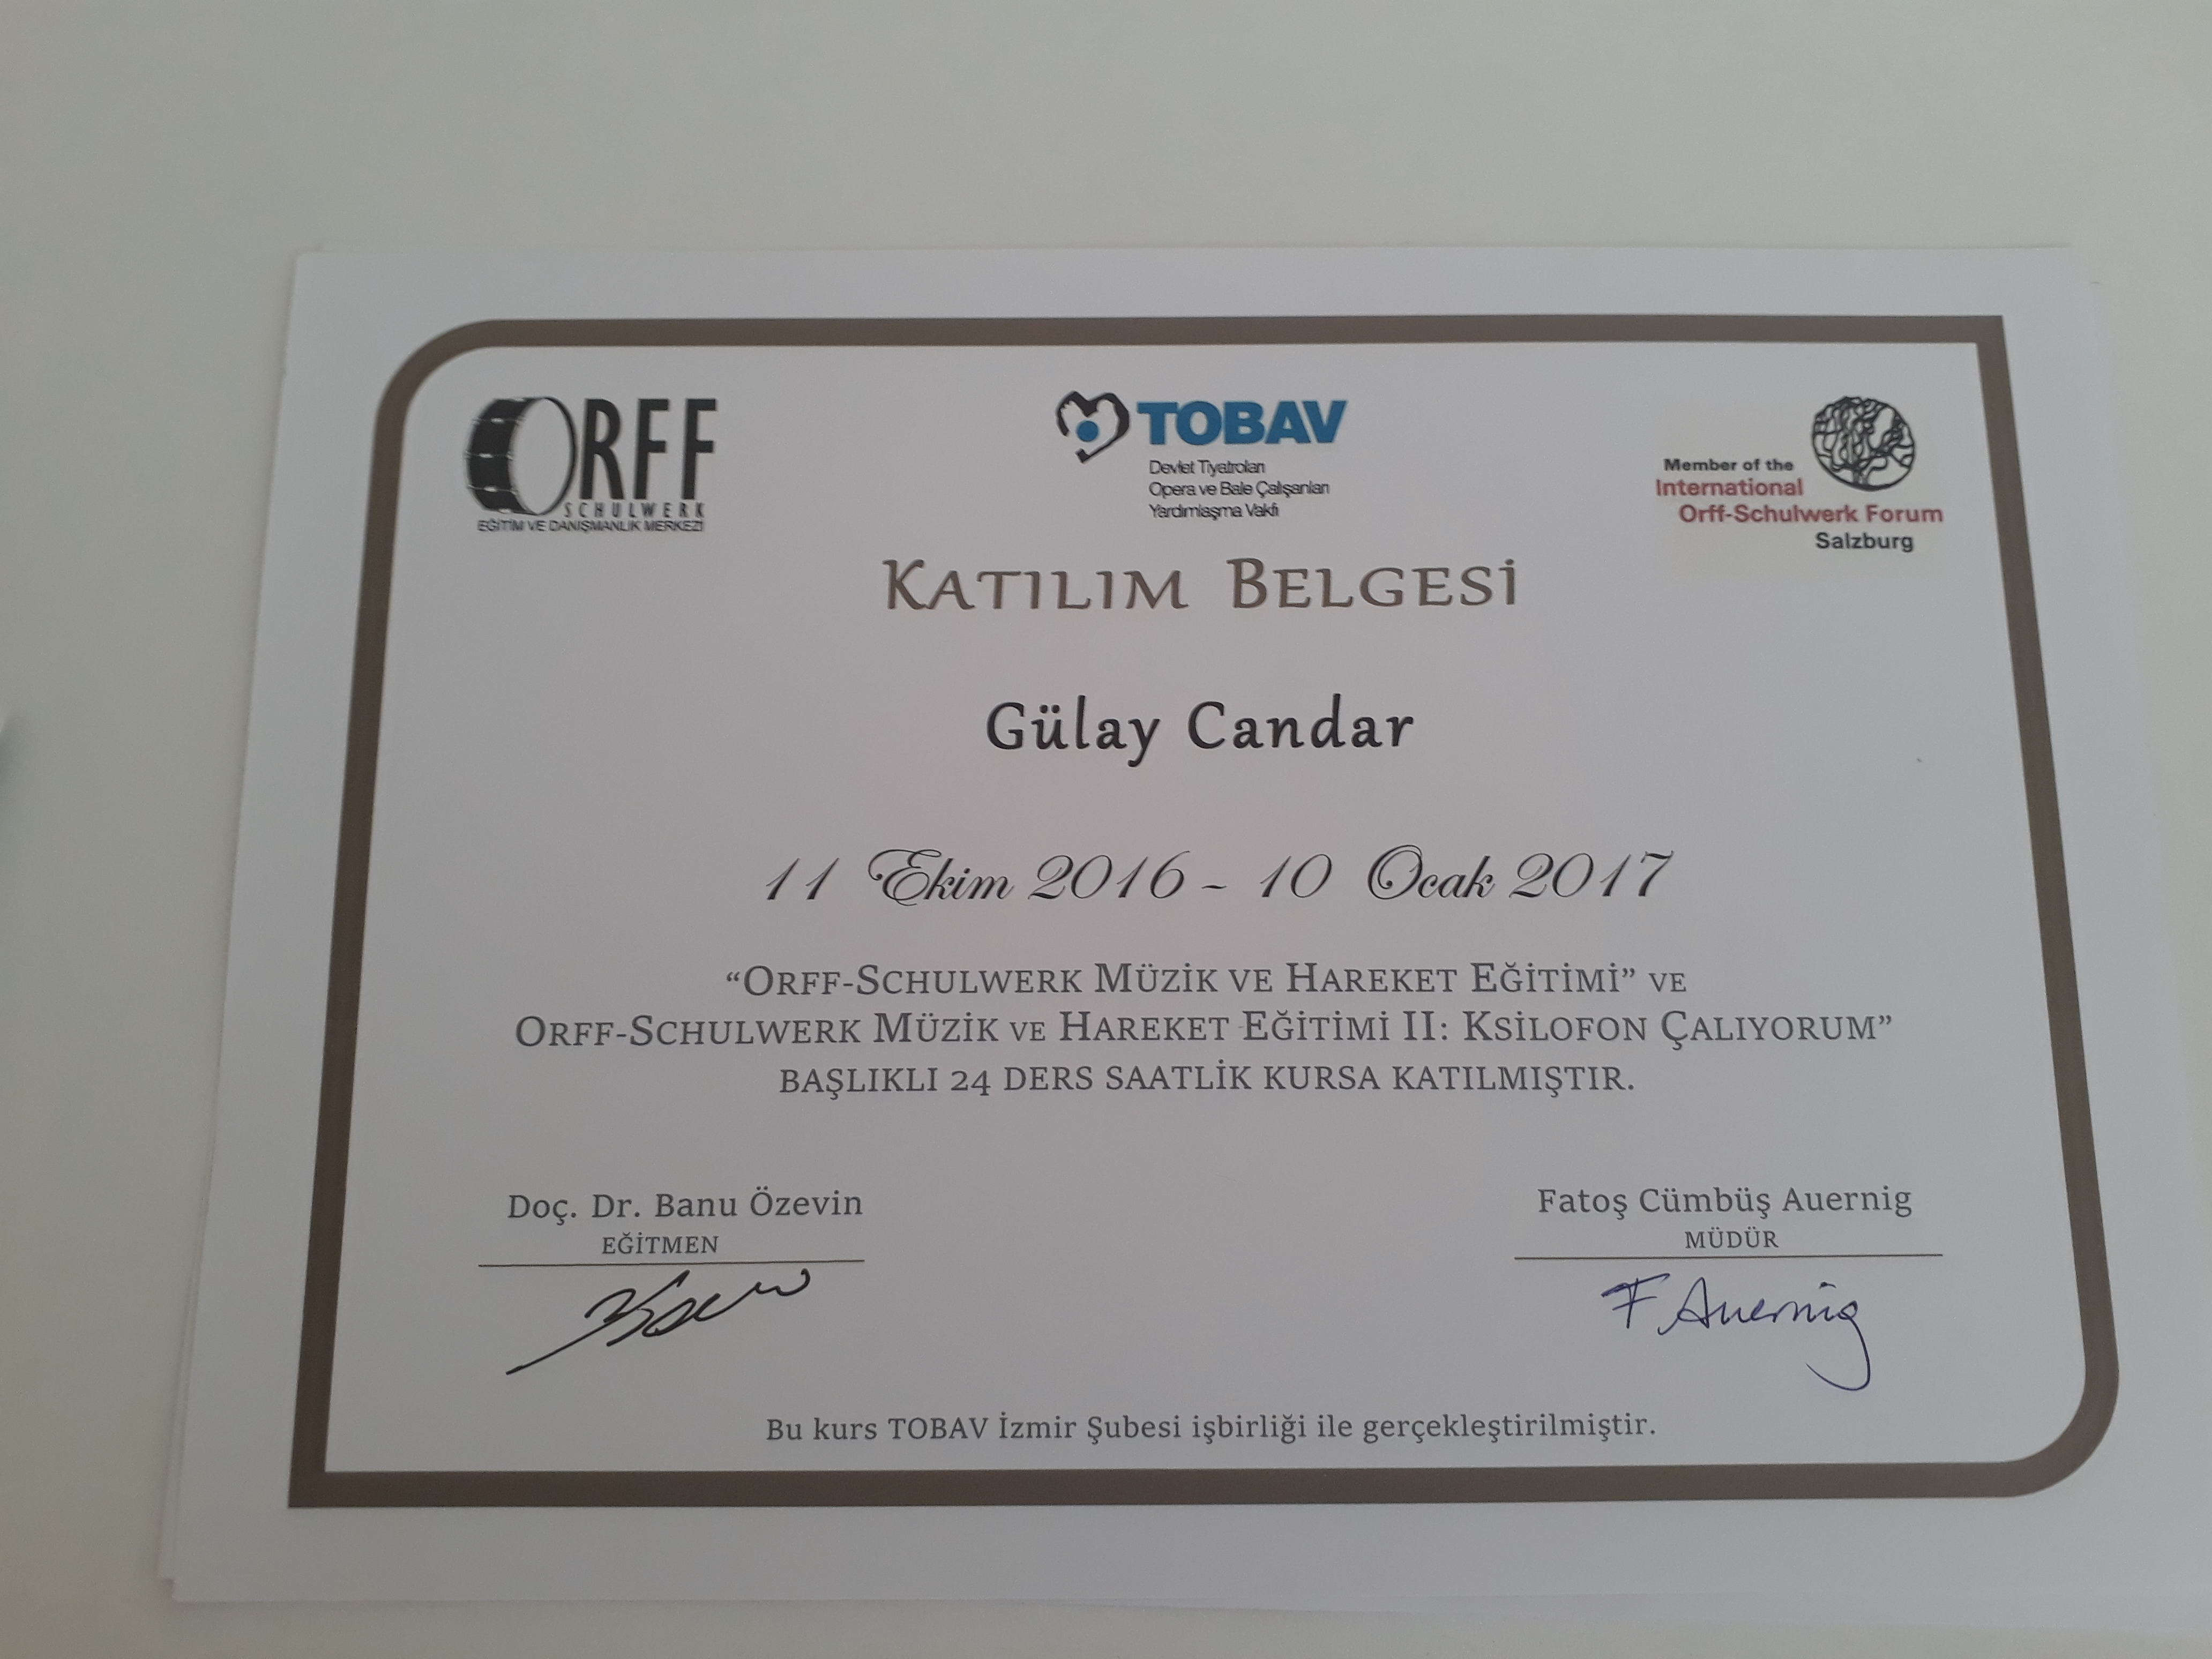 ORFF
SCHULWERK
EĞİTİM VE DANIŞMANLIK MERKEZİ
TOBAV
Devlet Tiyatroları
Opera ve Bale Çalışanları
Yardımlaşma Vakfı
Member of the
International
Orff-Schulwerk Forum
Salzburg
KATILIM BELGESİ
Gülay Candar
11 Ekim 2016 - 10 Ocak 2017
“ORFF-SCHULWERK MÜZİK VE HAREKET EĞİTİMİ” VE
ORFF-SCHULWERK MÜZİK VE HAREKET EĞİTİMİ II: KSİLOFON ÇALIYORUM”
BAŞLIKLI 24 DERS SAATLİK KURSA KATILMIŞTIR.
Doç. Dr. Banu Özevin
EĞİTMEN
Fatoş Cümbüş Auernig
MÜDÜR
F. Auernig
Bu kurs TOBAV İzmir Şubesi işbirliği ile gerçekleştirilmiştir.